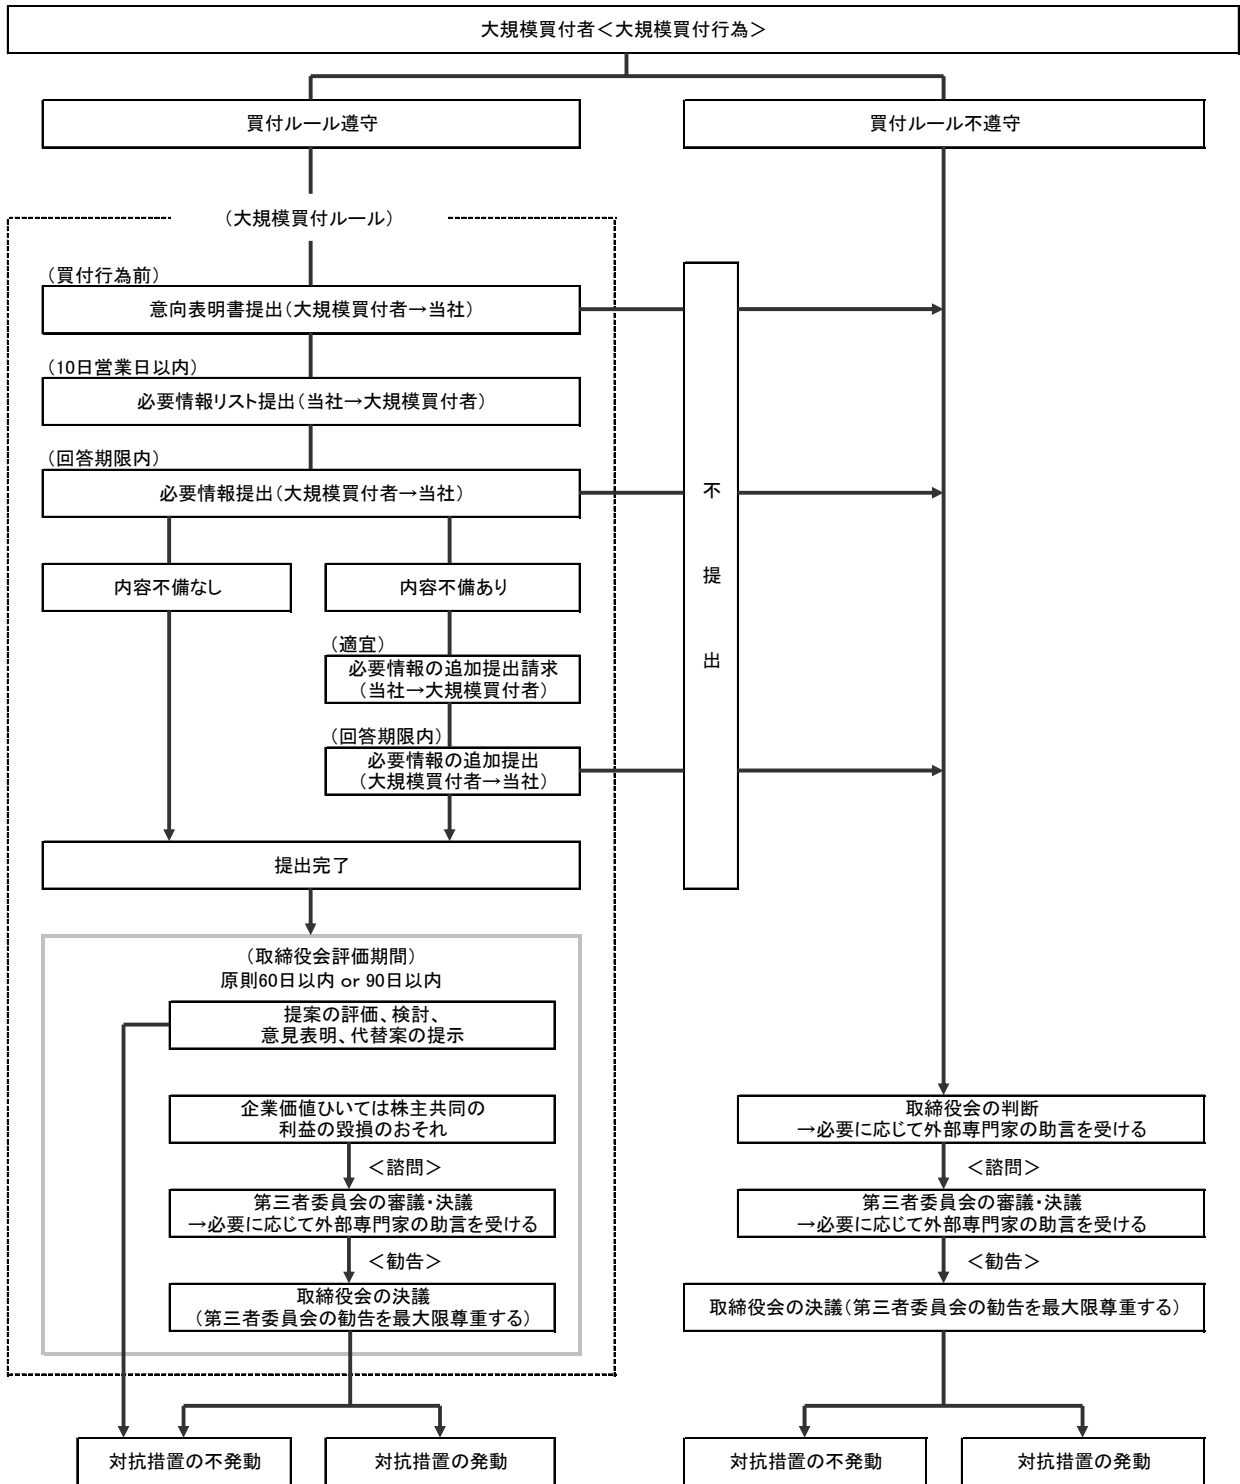 大規模買付者<大規模買付行為>
買付ルール遵守
買付ルール不遵守
(大規模買付ルール)
(買付行為前)
意向表明書提出(大規模買付者→当社)
(10日営業日以内)
必要情報リスト提出(当社→大規模買付者)
(回答期限内)
必要情報提出(大規模買付者→当社)
不
提
出
内容不備なし
内容不備あり
(適宜)
必要情報の追加提出請求
(当社→大規模買付者)
(回答期限内)
必要情報の追加提出
(大規模買付者→当社)
提出完了
(取締役会評価期間)
原則60日以内 or 90日以内
提案の評価、検討、
意見表明、代替案の提示
企業価値ひいては株主共同の
利益の毀損のおそれ
<諮問>
第三者委員会の審議・決議
→必要に応じて外部専門家の助言を受ける
<勧告>
取締役会の決議
(第三者委員会の勧告を最大限尊重する)
取締役会の判断
→必要に応じて外部専門家の助言を受ける
<諮問>
第三者委員会の審議・決議
→必要に応じて外部専門家の助言を受ける
<勧告>
取締役会の決議(第三者委員会の勧告を最大限尊重する)
対抗措置の不発動
対抗措置の発動
対抗措置の不発動
対抗措置の発動